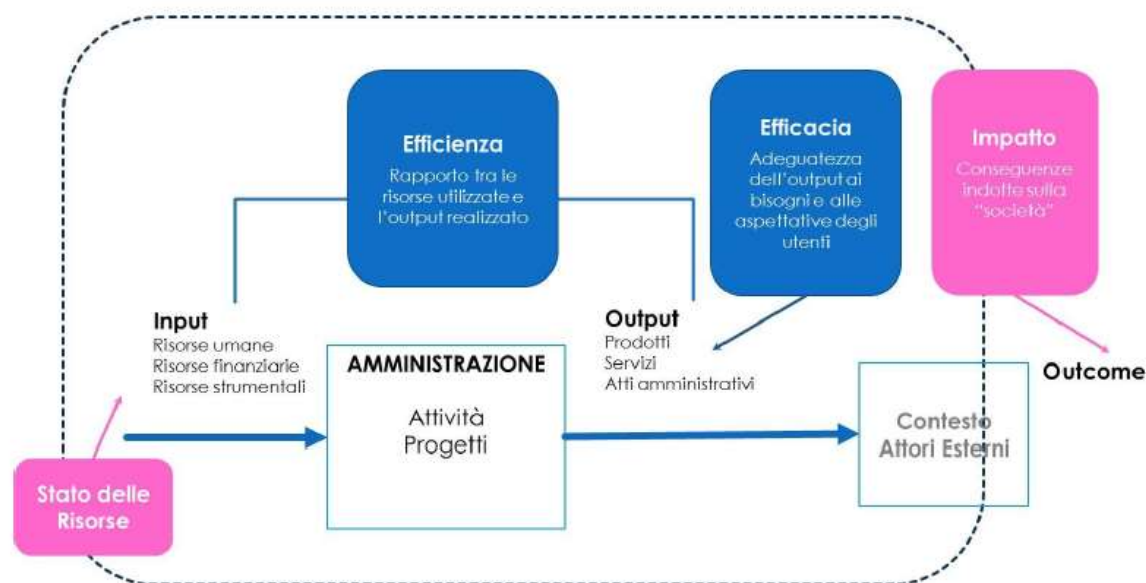 Efficienza
Rapporto tra le
risorse utilizzate e
l'output realizzato
Efficacia
Adeguatezza
dell'output ai
bisogni e alle
aspettative degli
utenti
Impatto
Conseguenze
indotte sulla
"società"
Input
Risorse umane
Risorse finanziarie
Risorse strumentali
AMMINISTRAZIONE
Attività
Progetti
Output
Prodotti
Servizi
Atti amministrativi
Outcome
Contesto
Attori Esterni
Stato delle
Risorse